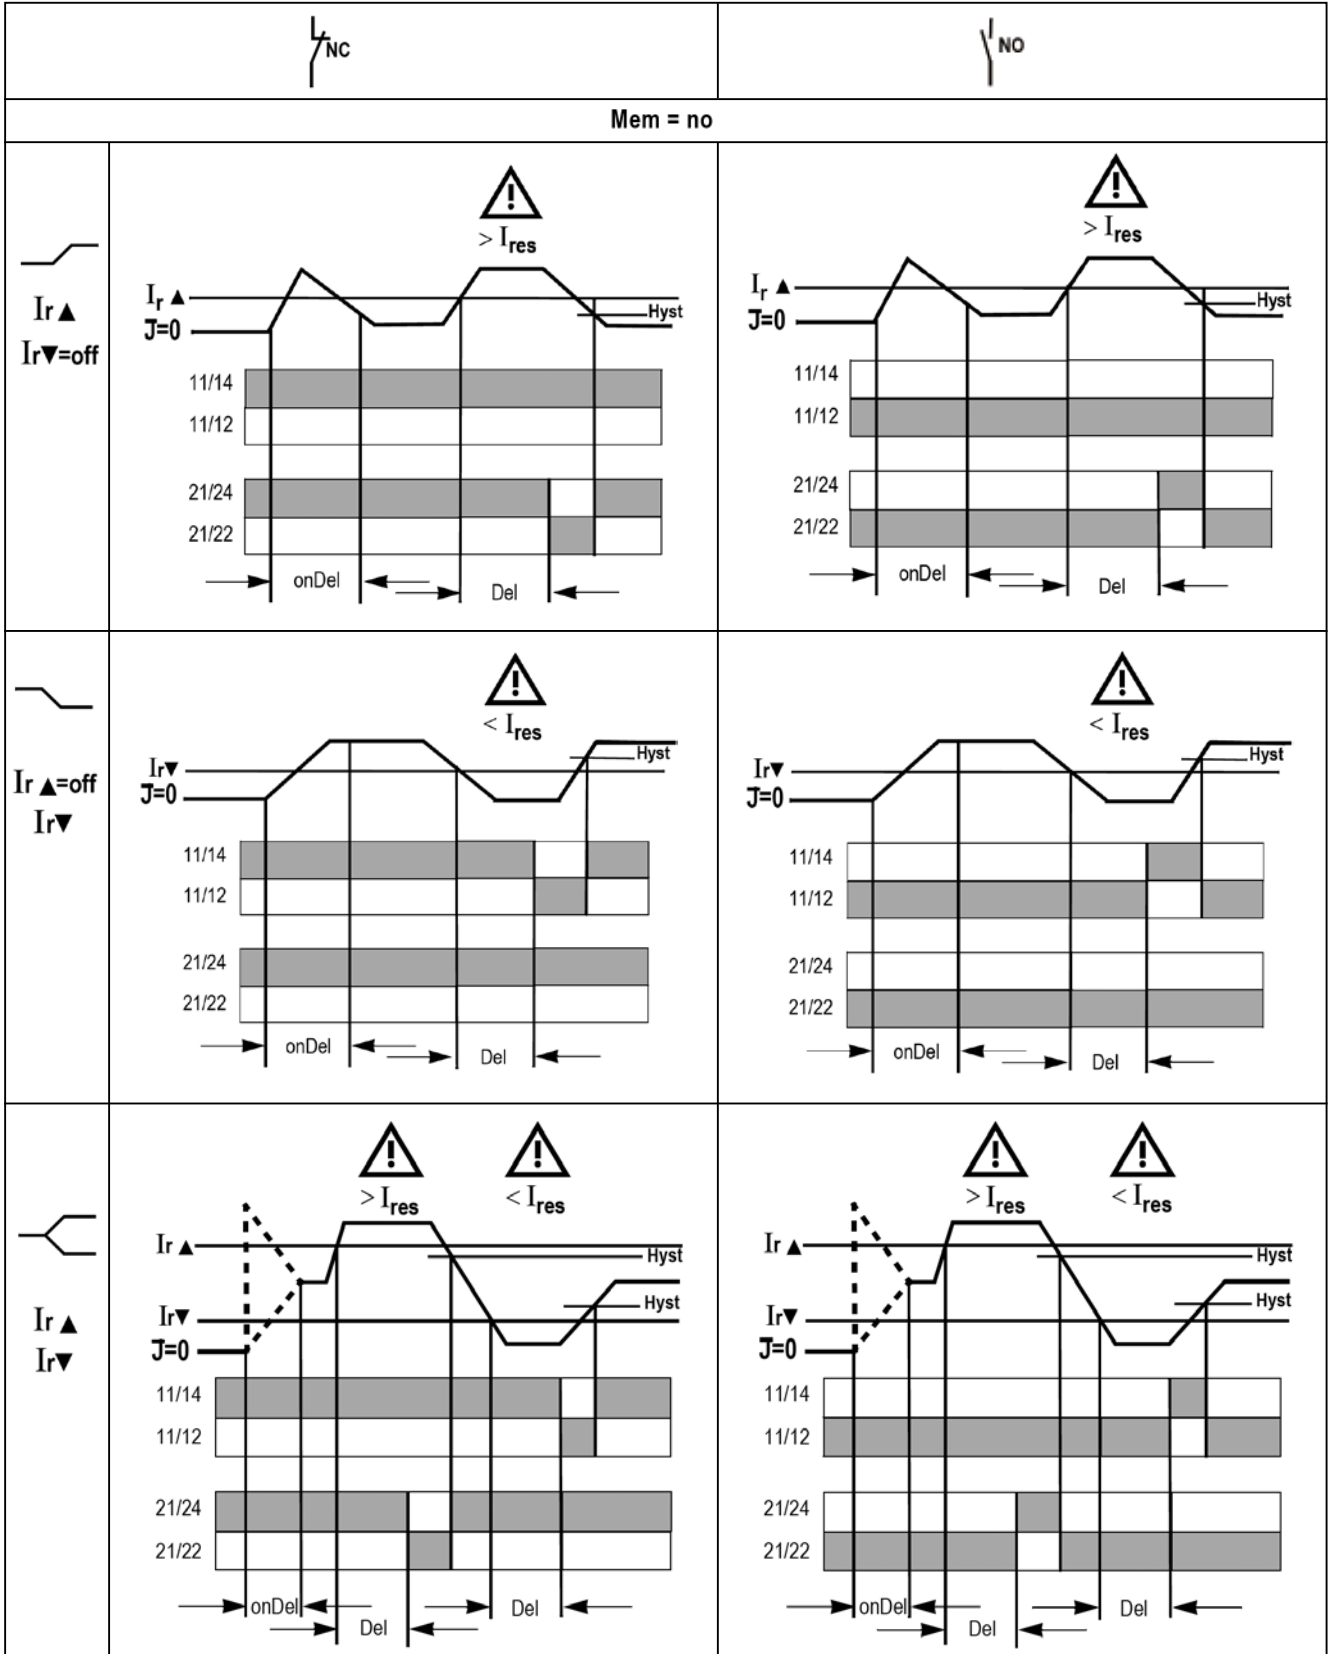 NC
NO
Mem = no
Ir ▲
Ir▼=off
> Ires
Ir ▲
Hyst
J=0
11/14
11/12
21/24
21/22
onDel
Del
> Ires
Ir ▲
Hyst
J=0
11/14
11/12
21/24
21/22
onDel
Del
Ir ▲=off
Ir▼
< Ires
Hyst
Ir▼
J=0
11/14
11/12
21/24
21/22
onDel
Del
< Ires
Hyst
Ir▼
J=0
11/14
11/12
21/24
21/22
onDel
Del
Ir ▲
Ir▼
> Ires < Ires
Ir ▲
Hyst
Hyst
Ir▼
J=0
11/14
11/12
21/24
21/22
onDel
Del
Del
> Ires < Ires
Ir ▲
Hyst
Hyst
Ir▼
J=0
11/14
11/12
21/24
21/22
onDel
Del
Del